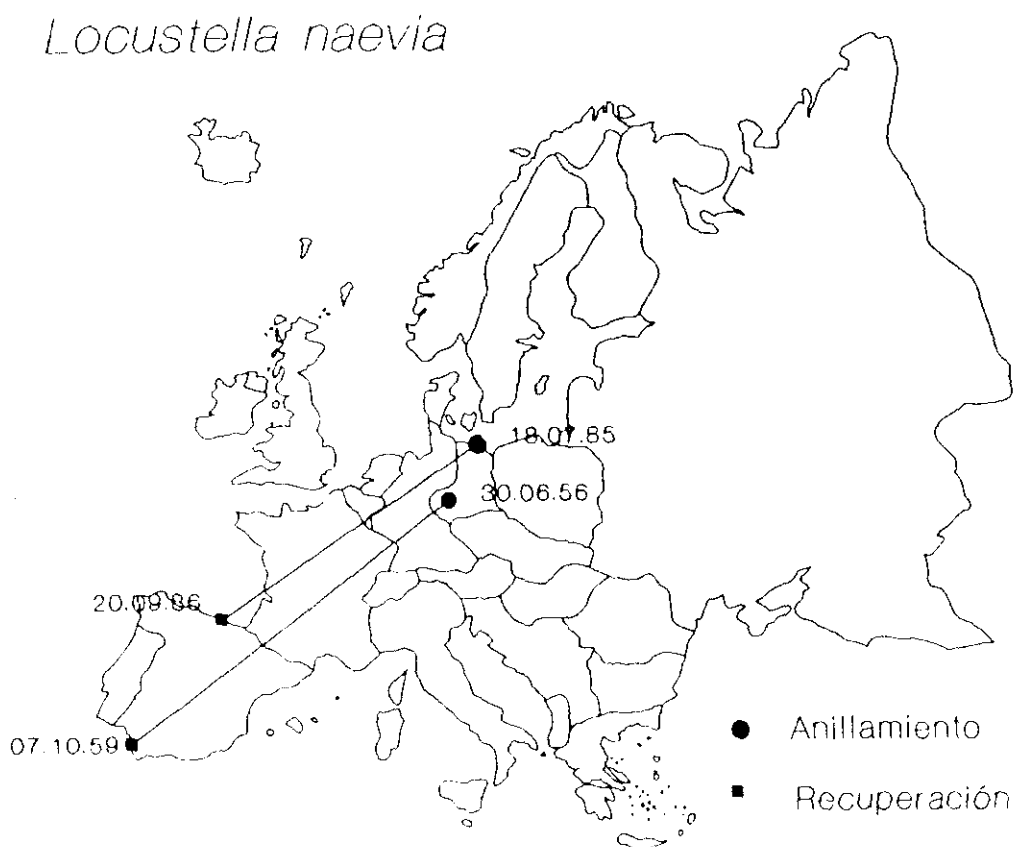 Locustella naevia
18.07.85
30.06.56
20.09.86
07.10.59
Anillamiento
Recuperación